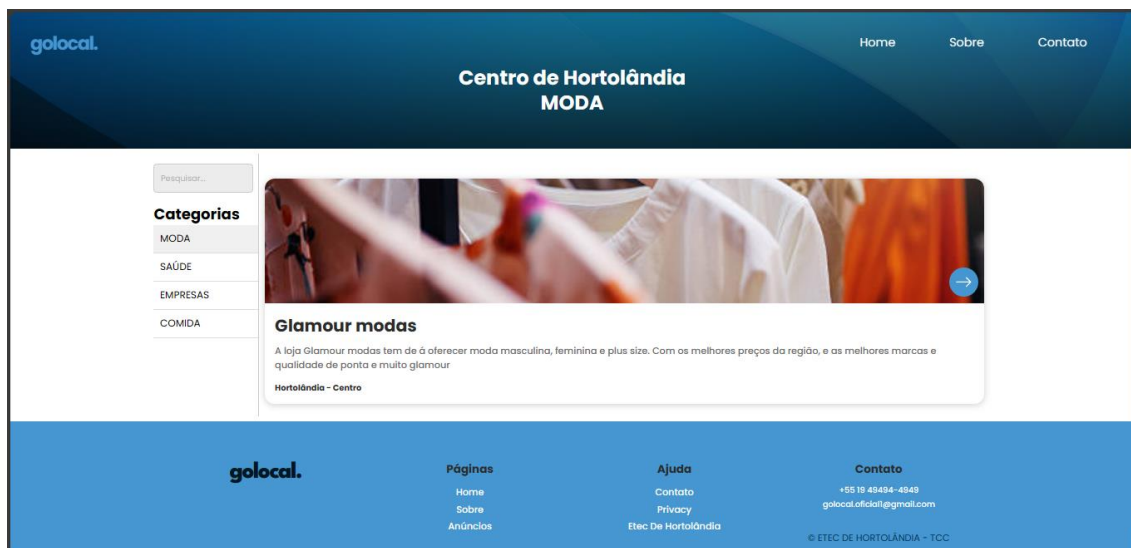 golocal.
Home
Sobre
Contato
Centro de Hortolândia
MODA
Pesquisar...
Categorias
MODA
SAÚDE
EMPRESAS
COMIDA
Glamour modas
A loja Glamour modas tem de á oferecer moda masculina, feminina e plus size. Com os melhores preços da região, e as melhores marcas e
qualidade de ponta e muito glamour
Hortolândia - Centro
golocal.
Páginas
Home
Sobre
Anúncios
Ajuda
Contato
Privacy
Etec De Hortolândia
Contato
+55 19 49494-4949
golocal.oficial1@gmail.com
© ETEC DE HORTOLÂNDIA - TCC